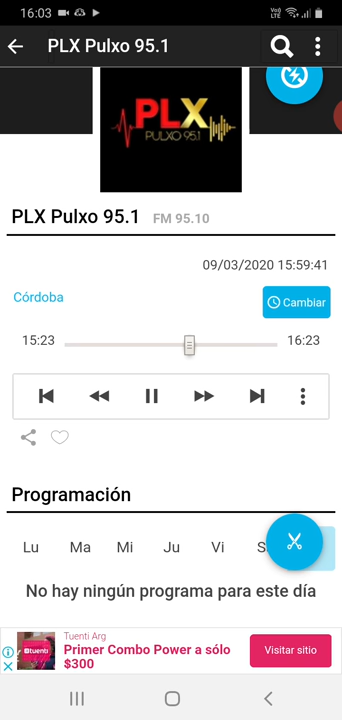 16:03
Vo)) LTE
PLX Pulxo 95.1
PLX
PULXO 95.1
PLX Pulxo 95.1 FM 95.10
09/03/2020 15:59:41
Córdoba
Cambiar
15:23
16:23
Programación
Lu Ma Mi Ju Vi S
No hay ningún programa para este día
tuenti
Tuenti Arg
Primer Combo Power a sólo
$300
Visitar sitio